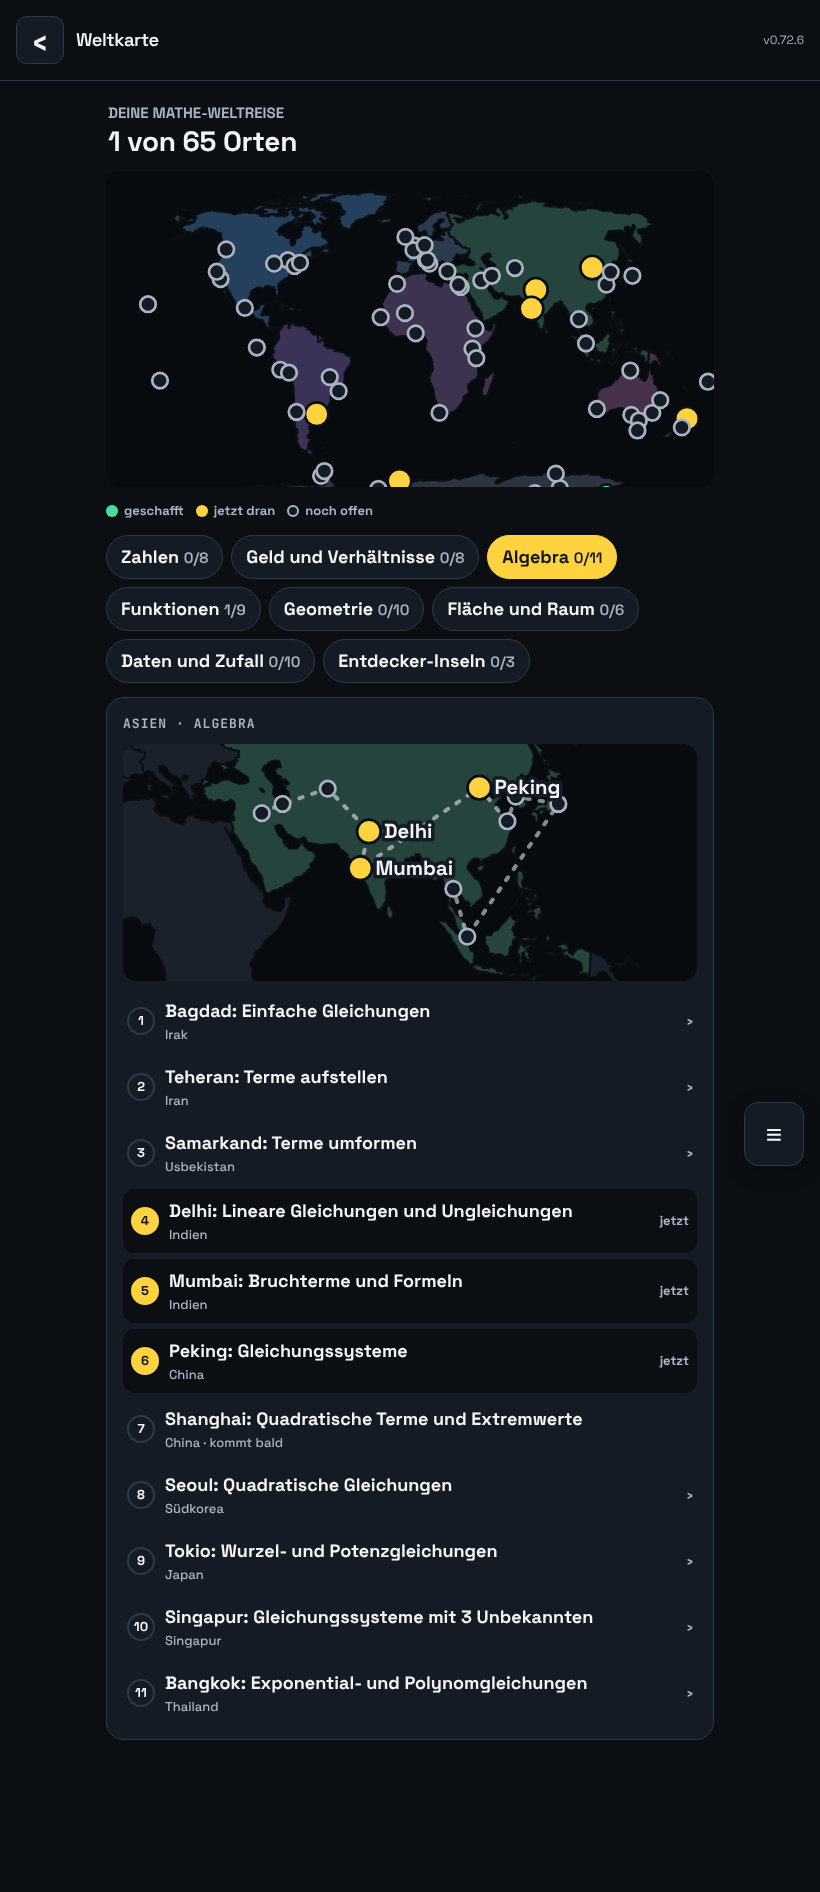 <
Weltkarte
v0.72.6
DEINE MATHE-WELTREISE
1 von 65 Orten
geschafft
jetzt dran
noch offen
Zahlen 0/8
Geld und Verhältnisse 0/8
Algebra 0/11
Funktionen 1/9
Geometrie 0/10
Fläche und Raum 0/6
Daten und Zufall 0/10
Entdecker-Inseln 0/3
ASIEN · ALGEBRA
Peking
Delhi
Mumbai
1
Bagdad: Einfache Gleichungen
Irak
>
2
Teheran: Terme aufstellen
Iran
>
3
Samarkand: Terme umformen
Usbekistan
>
4
Delhi: Lineare Gleichungen und Ungleichungen
Indien
jetzt
5
Mumbai: Bruchterme und Formeln
Indien
jetzt
6
Peking: Gleichungssysteme
China
jetzt
7
Shanghai: Quadratische Terme und Extremwerte
China · kommt bald
8
Seoul: Quadratische Gleichungen
Südkorea
>
9
Tokio: Wurzel- und Potenzgleichungen
Japan
>
10
Singapur: Gleichungssysteme mit 3 Unbekannten
Singapur
>
11
Bangkok: Exponential- und Polynomgleichungen
Thailand
>